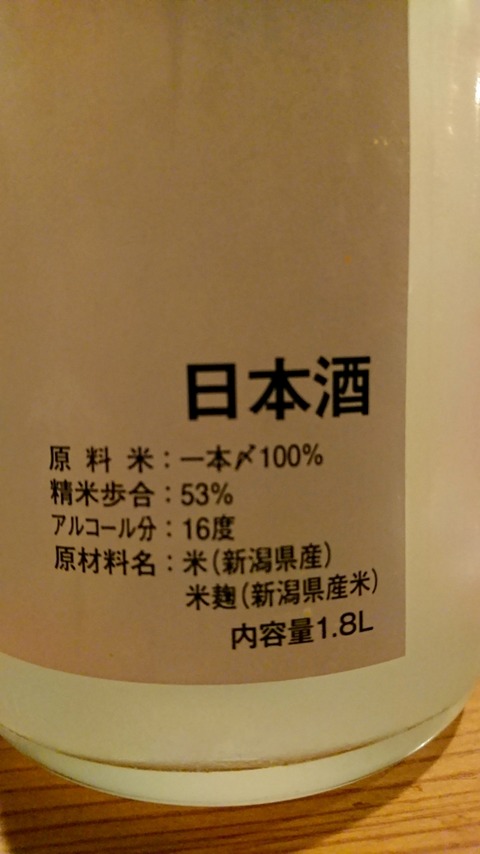 日本酒
原料米：一本〆100%
精米歩合：53%
アルコール分：16度
原材料名：米(新潟県産)
米麹(新潟県産米)
内容量1.8L